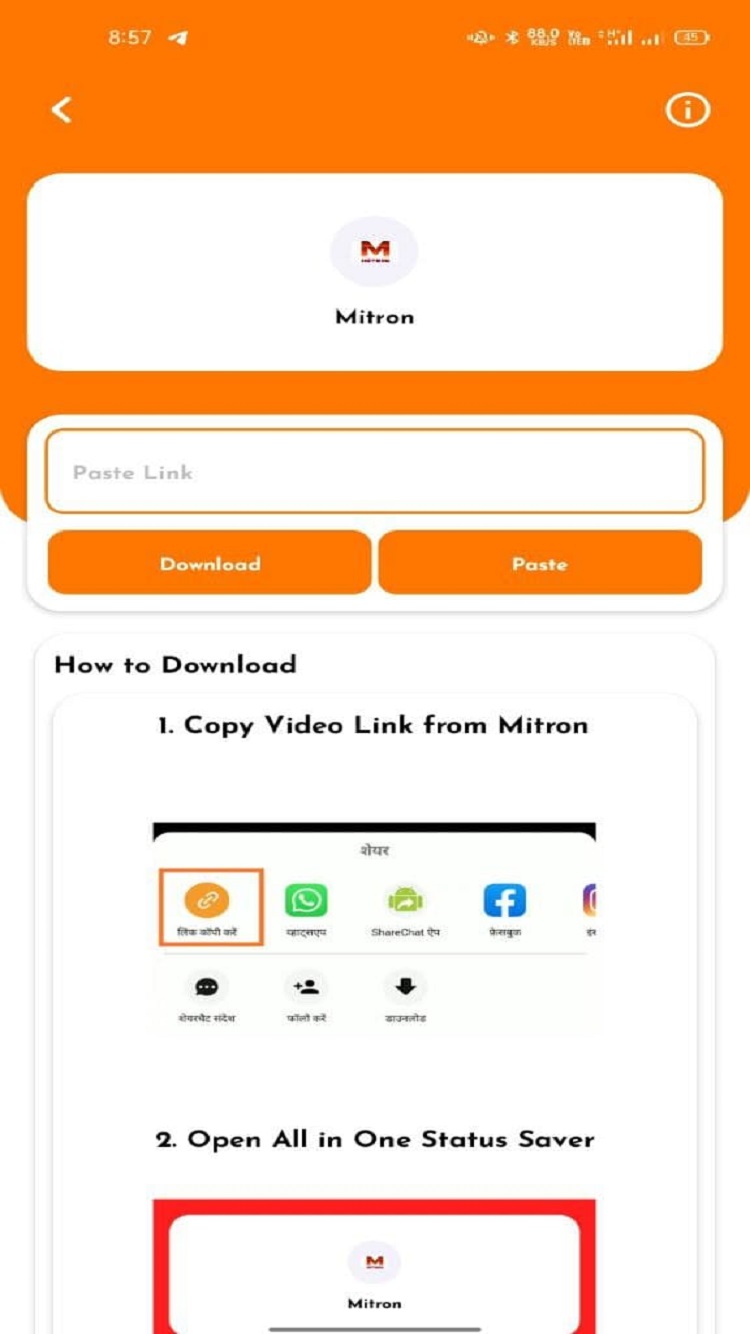 8:57
88.0
KB/S
45
M
Mitron
Paste Link
Download
Paste
How to Download
1. Copy Video Link from Mitron
शेयर
लिंक कॉपी करें
व्हाट्सएप
ShareChat ऐप
फ़ेसबुक
शेयरचैट संदेश
फॉलो करें
डाउनलोड
2. Open All in One Status Saver
M
Mitron